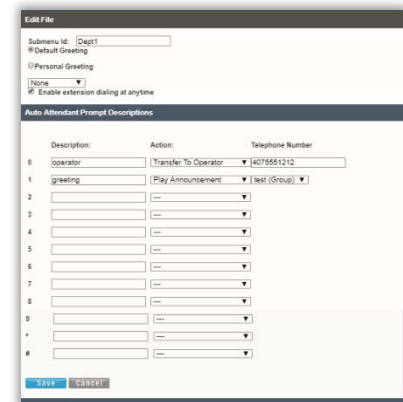 Edit File
Submenu Id: Dept1
Default Greeting
Personal Greeting
None ▼
Enable extension dialing at anytime
Auto Attendant Prompt Descriptions
Description: Action: Telephone Number
0 operator Transfer To Operator ▼ 4075551212
1 greeting Play Announcement ▼ test (Group) ▼
2 --- ▼
3 --- ▼
4 --- ▼
5 --- ▼
6 --- ▼
7 --- ▼
8 --- ▼
9 --- ▼
* --- ▼
# --- ▼
Save Cancel